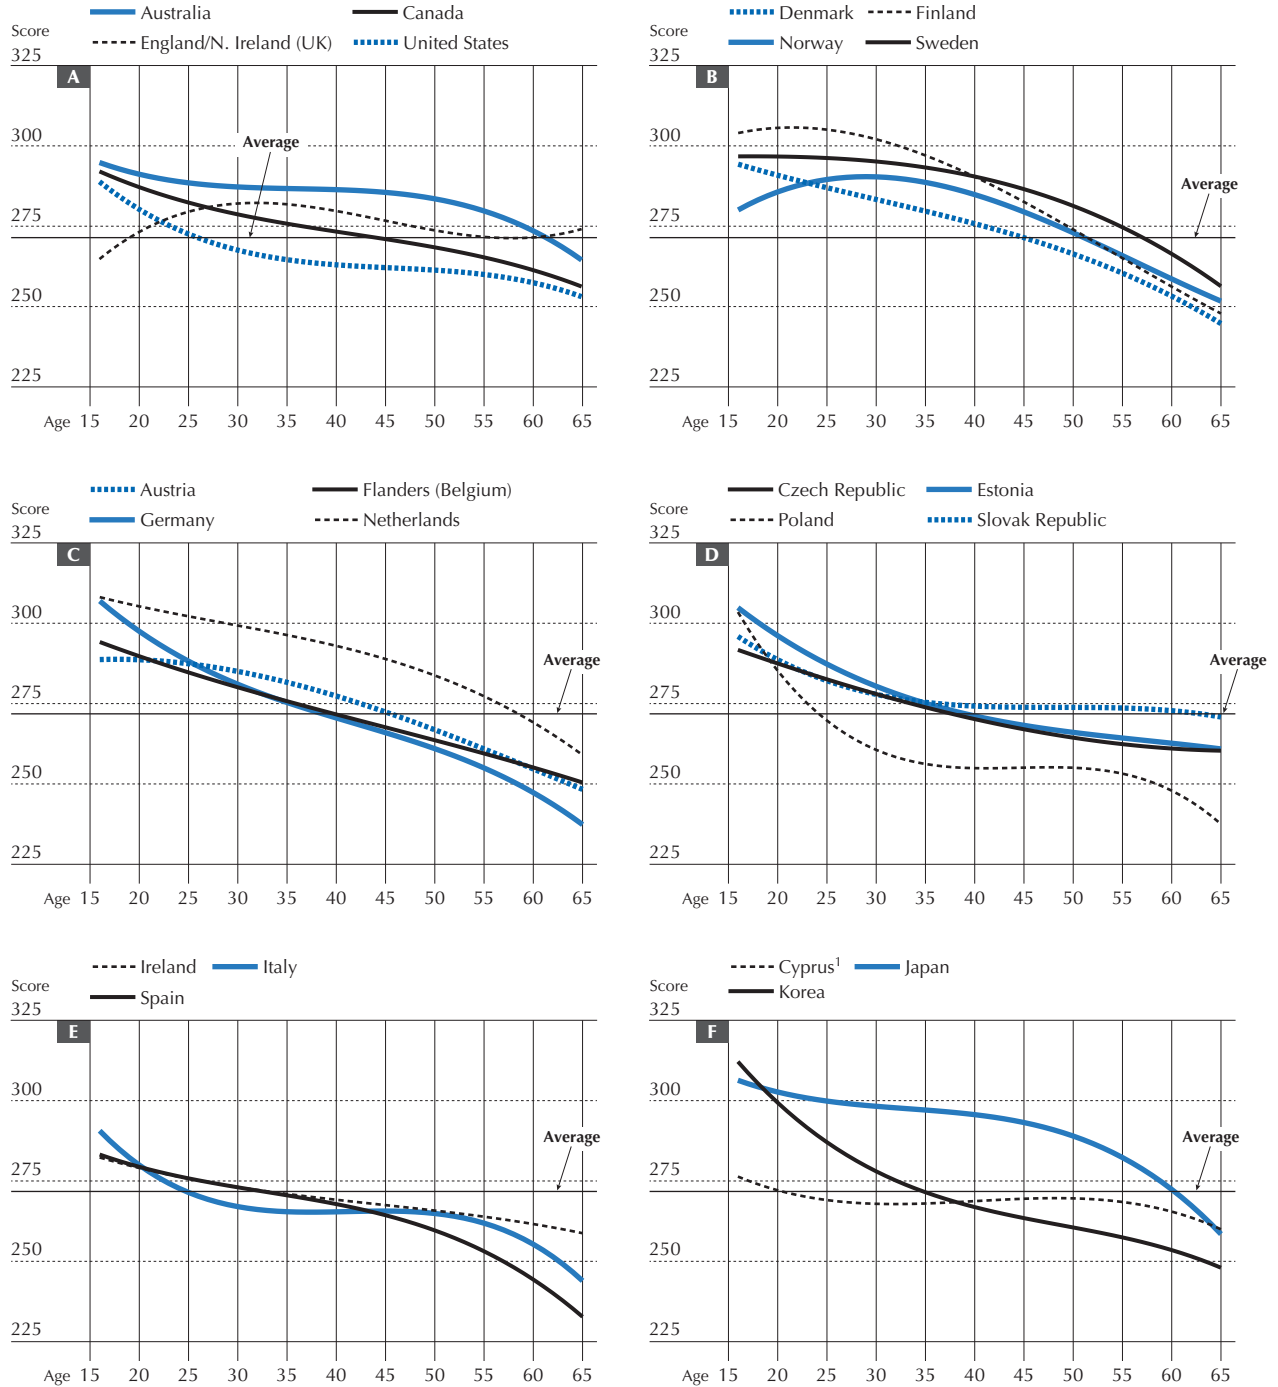 Australia Canada
England/N. Ireland (UK) United States
Score
325
A
300
Average
275
250
225
Age 15 20 25 30 35 40 45 50 55 60 65
Denmark Finland
Norway Sweden
Score
325
B
300
Average
275
250
225
Age 15 20 25 30 35 40 45 50 55 60 65
Austria Flanders (Belgium)
Germany Netherlands
Score
325
C
300
Average
275
250
225
Age 15 20 25 30 35 40 45 50 55 60 65
Czech Republic Estonia
Poland Slovak Republic
Score
325
D
300
Average
275
250
225
Age 15 20 25 30 35 40 45 50 55 60 65
Ireland Italy
Spain
Score
325
E
300
Average
275
250
225
Age 15 20 25 30 35 40 45 50 55 60 65
Cyprus¹ Japan
Korea
Score
325
F
300
Average
275
250
225
Age 15 20 25 30 35 40 45 50 55 60 65